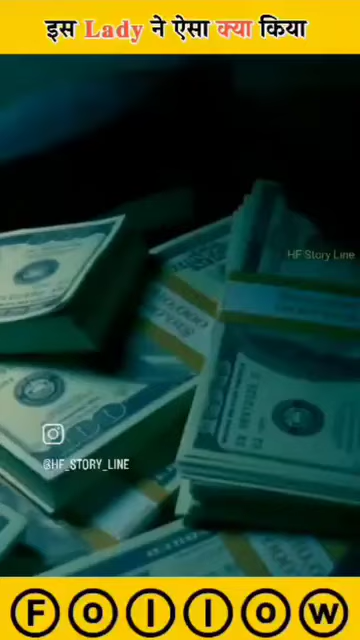 इस Lady ने ऐसा क्या किया
HF Story Line
@HF_STORY_LINE
Follow